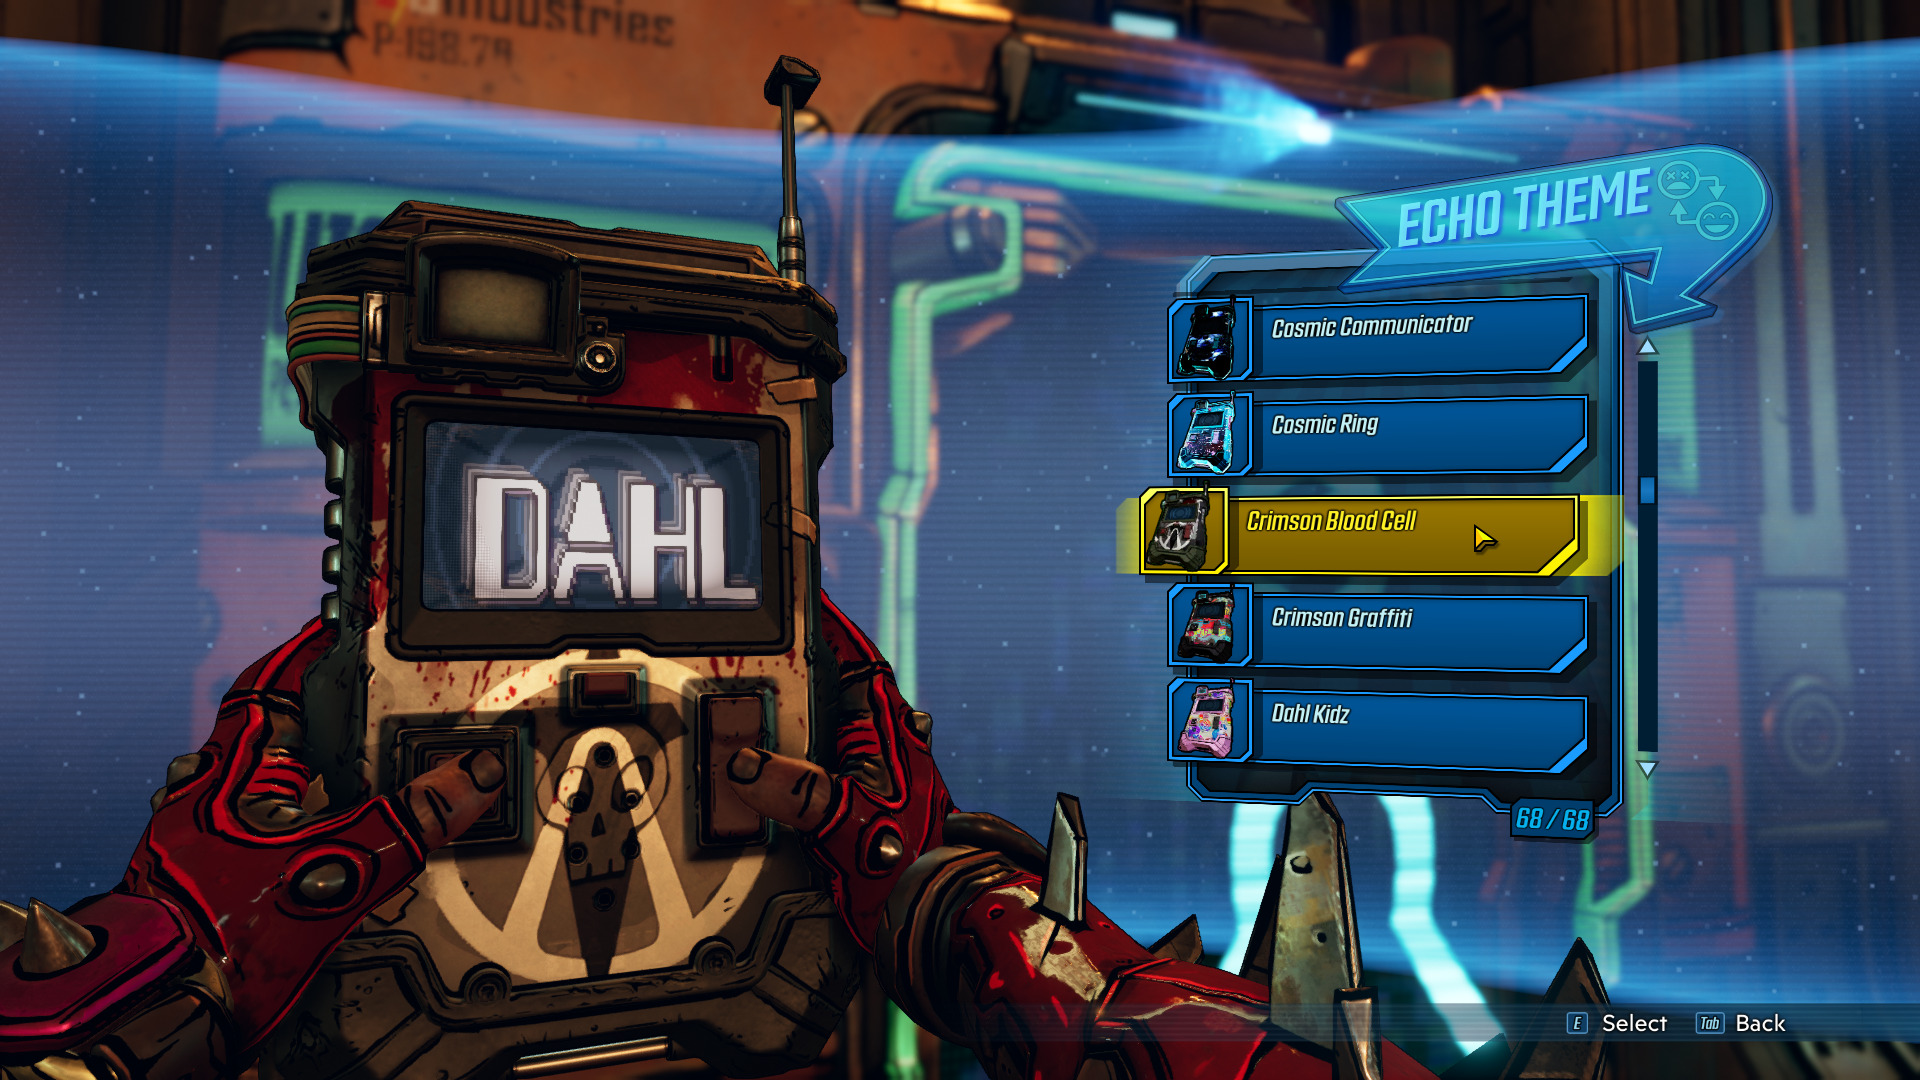 Industries
P-198.79
ECHO THEME
DAHL
Cosmic Communicator
Cosmic Ring
Crimson Blood Cell
Crimson Graffiti
Dahl Kidz
68 / 68
E Select Tab Back